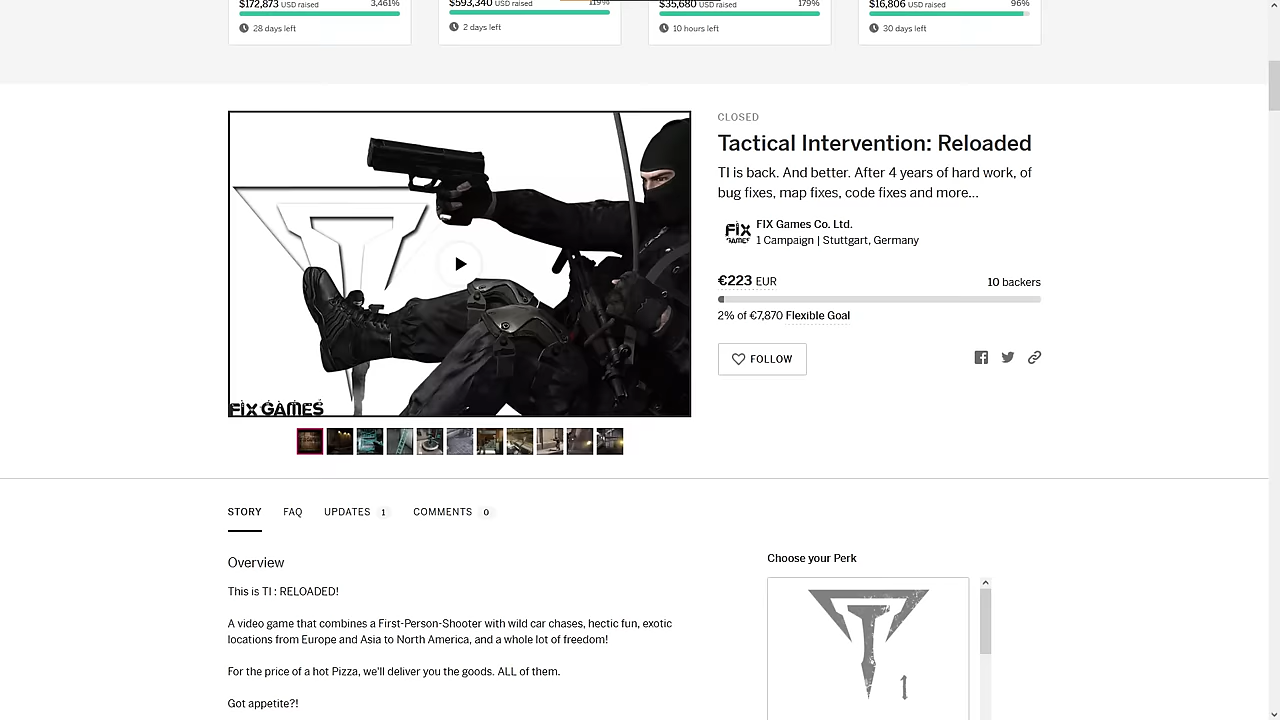 $172,873 USD raised 3,461%
28 days left
$593,340 USD raised 119%
2 days left
$35,680 USD raised 179%
10 hours left
$16,806 USD raised 96%
30 days left
CLOSED
Tactical Intervention: Reloaded
TI is back. And better. After 4 years of hard work, of
bug fixes, map fixes, code fixes and more...
FIX GAMES
FIX Games Co. Ltd.
1 Campaign | Stuttgart, Germany
€223 EUR 10 backers
2% of €7,870 Flexible Goal
FOLLOW
FIX GAMES
STORY FAQ UPDATES 1 COMMENTS 0
Overview
This is TI : RELOADED!
A video game that combines a First-Person-Shooter with wild car chases, hectic fun, exotic
locations from Europe and Asia to North America, and a whole lot of freedom!
For the price of a hot Pizza, we'll deliver you the goods. ALL of them.
Got appetite?!
Choose your Perk
1